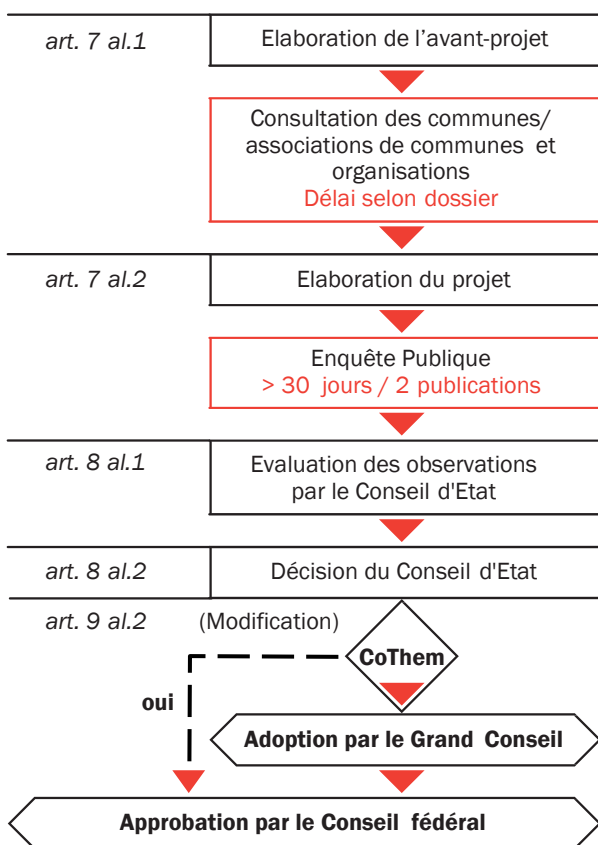 art. 7 al.1
Elaboration de l'avant-projet
Consultation des communes/
associations de communes et
organisations
Délai selon dossier
art. 7 al.2
Elaboration du projet
Enquête Publique
> 30 jours / 2 publications
art. 8 al.1
Evaluation des observations
par le Conseil d'Etat
art. 8 al.2
Décision du Conseil d'Etat
art. 9 al.2
(Modification)
CoThem
oui
Adoption par le Grand Conseil
Approbation par le Conseil fédéral